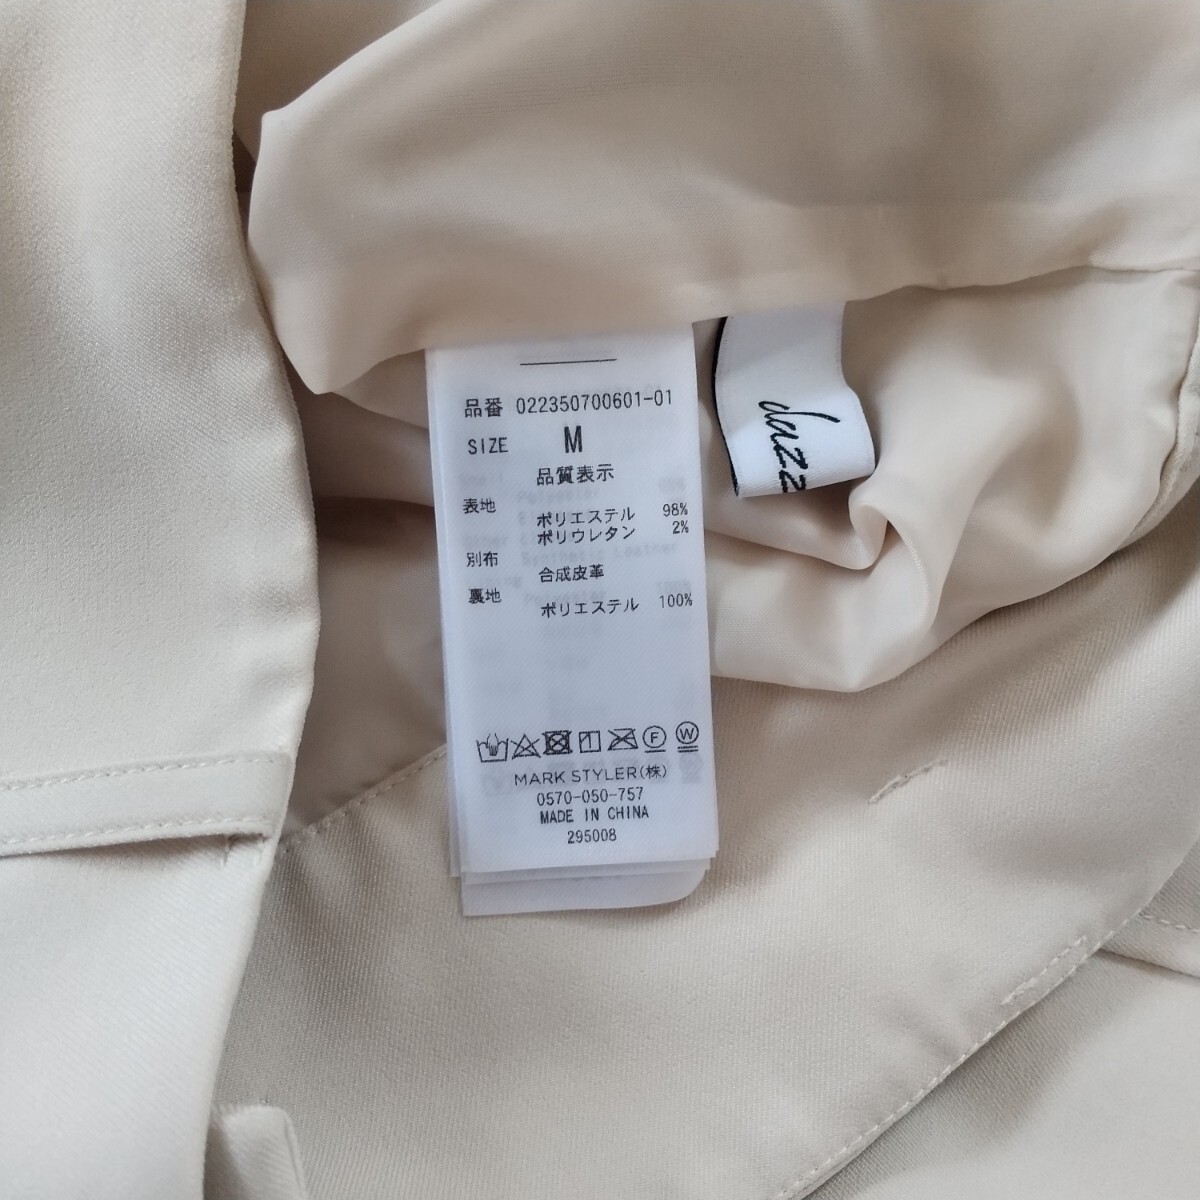 品番 022350700601-01
SIZE M
品質表示
表地
ポリエステル 98%
ポリウレタン 2%
別布
合成皮革
裏地
ポリエステル 100%
F W
MARK STYLER(株)
0570-050-757
MADE IN CHINA
295008
dazz